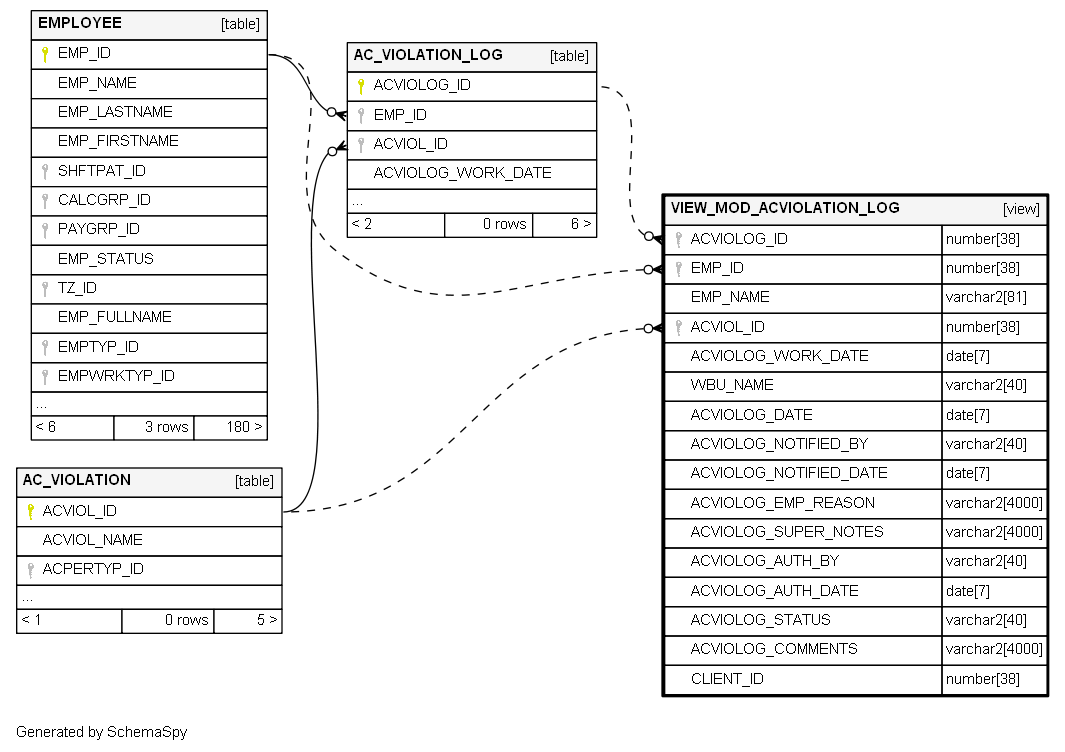 EMPLOYEE [table]
EMP_ID
EMP_NAME
EMP_LASTNAME
EMP_FIRSTNAME
SHFTPAT_ID
CALCGRP_ID
PAYGRP_ID
EMP_STATUS
TZ_ID
EMP_FULLNAME
EMPTYP_ID
EMPWRKTYP_ID
...
< 6 3 rows 180 >
AC_VIOLATION_LOG [table]
ACVIOLOG_ID
EMP_ID
ACVIOL_ID
ACVIOLOG_WORK_DATE
...
< 2 0 rows 6 >
AC_VIOLATION [table]
ACVIOL_ID
ACVIOL_NAME
ACPERTYP_ID
...
< 1 0 rows 5 >
VIEW_MOD_ACVIOLATION_LOG [view]
ACVIOLOG_ID number[38]
EMP_ID number[38]
EMP_NAME varchar2[81]
ACVIOL_ID number[38]
ACVIOLOG_WORK_DATE date[7]
WBU_NAME varchar2[40]
ACVIOLOG_DATE date[7]
ACVIOLOG_NOTIFIED_BY varchar2[40]
ACVIOLOG_NOTIFIED_DATE date[7]
ACVIOLOG_EMP_REASON varchar2[4000]
ACVIOLOG_SUPER_NOTES varchar2[4000]
ACVIOLOG_AUTH_BY varchar2[40]
ACVIOLOG_AUTH_DATE date[7]
ACVIOLOG_STATUS varchar2[40]
ACVIOLOG_COMMENTS varchar2[4000]
CLIENT_ID number[38]
Generated by SchemaSpy